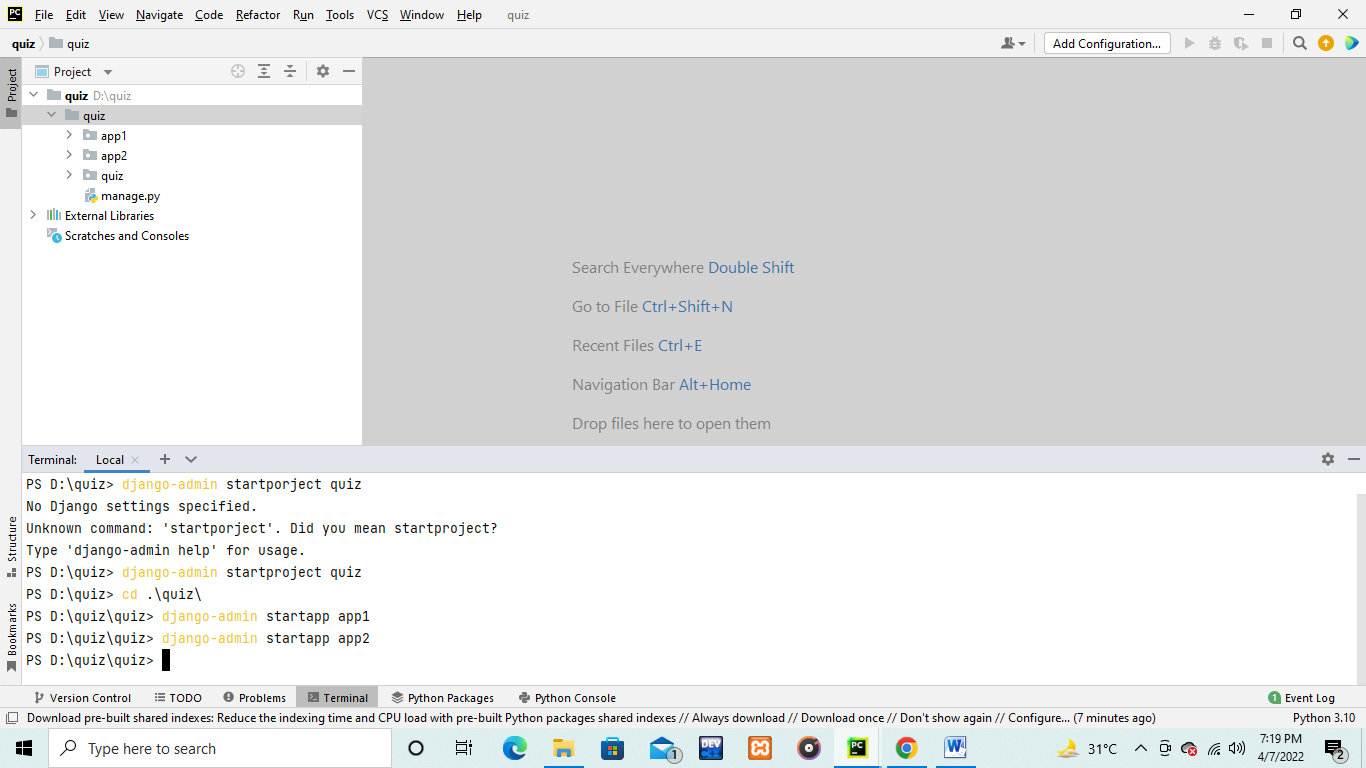 PC File Edit View Navigate Code Refactor Run Tools VCS Window Help quiz
quiz quiz Add Configuration...
Project Project
quiz D:\quiz
quiz
app1
app2
quiz
manage.py
External Libraries
Scratches and Consoles
Search Everywhere Double Shift
Go to File Ctrl+Shift+N
Recent Files Ctrl+E
Navigation Bar Alt+Home
Drop files here to open them
Terminal: Local
PS D:\quiz> django-admin startporject quiz
No Django settings specified.
Unknown command: 'startporject'. Did you mean startproject?
Type 'django-admin help' for usage.
PS D:\quiz> django-admin startproject quiz
PS D:\quiz> cd .\quiz\
PS D:\quiz\quiz> django-admin startapp app1
PS D:\quiz\quiz> django-admin startapp app2
PS D:\quiz\quiz>
Structure
Bookmarks
Version Control TODO Problems Terminal Python Packages Python Console 1 Event Log
Download pre-built shared indexes: Reduce the indexing time and CPU load with pre-built Python packages shared indexes // Always download // Download once // Don't show again // Configure... (7 minutes ago) Python 3.10
Type here to search 1 DEV PC W 31°C 7:19 PM
4/7/2022 2